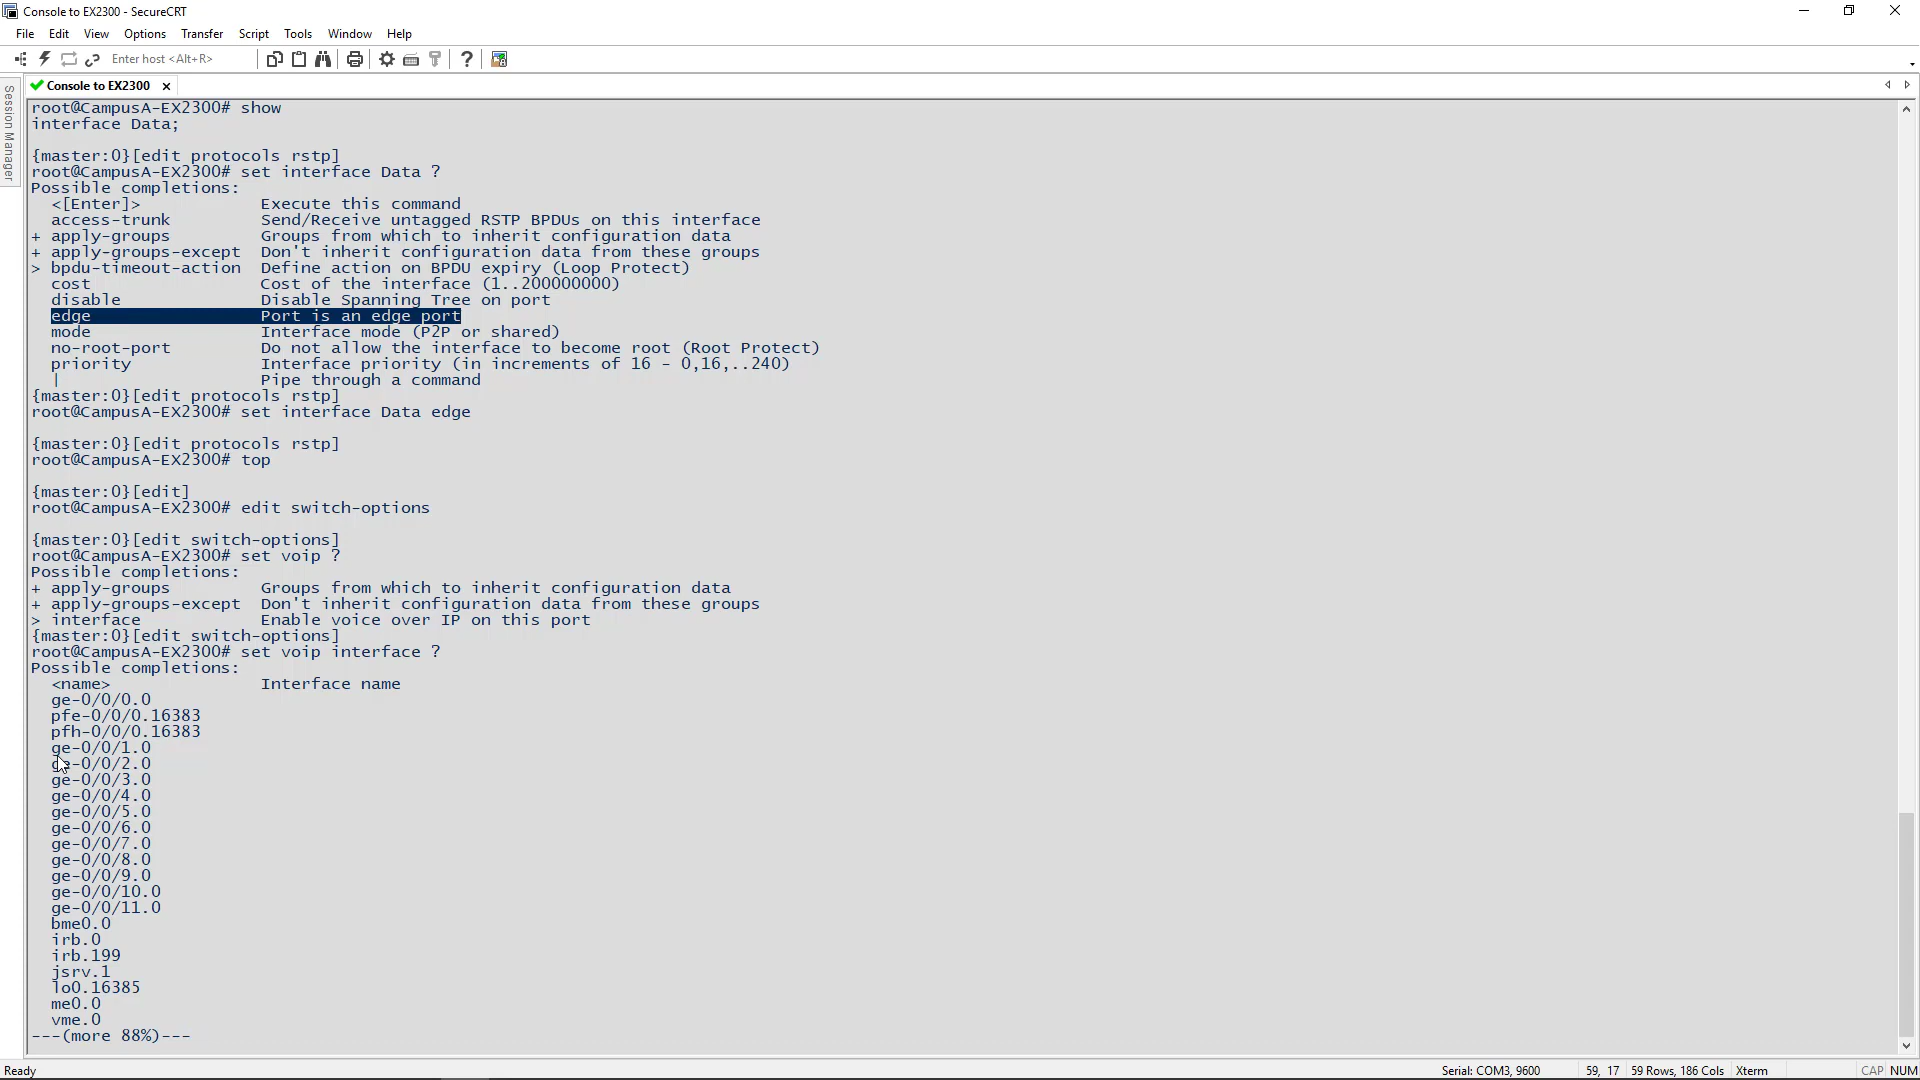 Console to EX2300 - SecureCRT
File Edit View Options Transfer Script Tools Window Help
Enter host <Alt+R>
Session Manager
Console to EX2300
root@CampusA-EX2300# show
interface Data;
{master:0}[edit protocols rstp]
root@CampusA-EX2300# set interface Data ?
Possible completions:
<[Enter]> Execute this command
access-trunk Send/Receive untagged RSTP BPDUs on this interface
+ apply-groups Groups from which to inherit configuration data
+ apply-groups-except Don't inherit configuration data from these groups
> bpdu-timeout-action Define action on BPDU expiry (Loop Protect)
cost Cost of the interface (1..200000000)
disable Disable Spanning Tree on port
edge Port is an edge port
mode Interface mode (P2P or shared)
no-root-port Do not allow the interface to become root (Root Protect)
priority Interface priority (in increments of 16 - 0,16,..240)
| Pipe through a command
{master:0}[edit protocols rstp]
root@CampusA-EX2300# set interface Data edge
{master:0}[edit protocols rstp]
root@CampusA-EX2300# top
{master:0}[edit]
root@CampusA-EX2300# edit switch-options
{master:0}[edit switch-options]
root@CampusA-EX2300# set voip ?
Possible completions:
+ apply-groups Groups from which to inherit configuration data
+ apply-groups-except Don't inherit configuration data from these groups
> interface Enable voice over IP on this port
{master:0}[edit switch-options]
root@CampusA-EX2300# set voip interface ?
Possible completions:
<name> Interface name
ge-0/0/0.0
pfe-0/0/0.16383
pfh-0/0/0.16383
ge-0/0/1.0
ge-0/0/2.0
ge-0/0/3.0
ge-0/0/4.0
ge-0/0/5.0
ge-0/0/6.0
ge-0/0/7.0
ge-0/0/8.0
ge-0/0/9.0
ge-0/0/10.0
ge-0/0/11.0
bme0.0
irb.0
irb.199
jsrv.1
lo0.16385
me0.0
vme.0
---(more 88%)---
Ready Serial: COM3, 9600 59, 17 59 Rows, 186 Cols Xterm CAP NUM